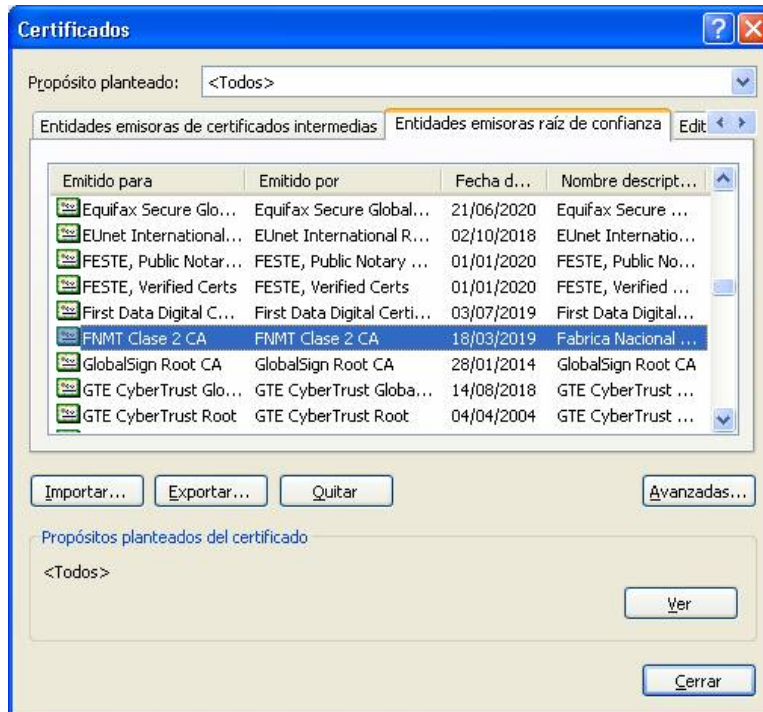 Certificados
Propósito planteado: <Todos>
Entidades emisoras de certificados intermedias Entidades emisoras raíz de confianza Edit
Emitido para Emitido por Fecha d... Nombre descript...
Equifax Secure Glo... Equifax Secure Global... 21/06/2020 Equifax Secure ...
EUnet International... EUnet International R... 02/10/2018 EUnet Internatio...
FESTE, Public Notar... FESTE, Public Notary ... 01/01/2020 FESTE, Public No...
FESTE, Verified Certs FESTE, Verified Certs 01/01/2020 FESTE, Verified ...
First Data Digital C... First Data Digital Certi... 03/07/2019 First Data Digital...
FNMT Clase 2 CA FNMT Clase 2 CA 18/03/2019 Fabrica Nacional ...
GlobalSign Root CA GlobalSign Root CA 28/01/2014 GlobalSign Root CA
GTE CyberTrust Glo... GTE CyberTrust Globa... 14/08/2018 GTE CyberTrust ...
GTE CyberTrust Root GTE CyberTrust Root 04/04/2004 GTE CyberTrust ...
Importar... Exportar... Quitar Avanzadas...
Propósitos planteados del certificado
<Todos>
Ver
Cerrar